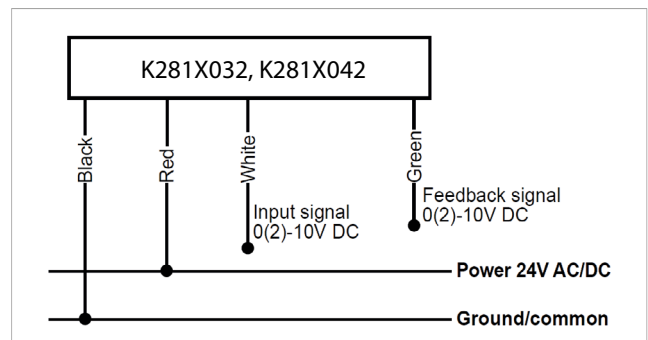 K281X032, K281X042
Black
Red
White
Green
Input signal
0(2)-10V DC
Feedback signal
0(2)-10V DC
Power 24V AC/DC
Ground/common